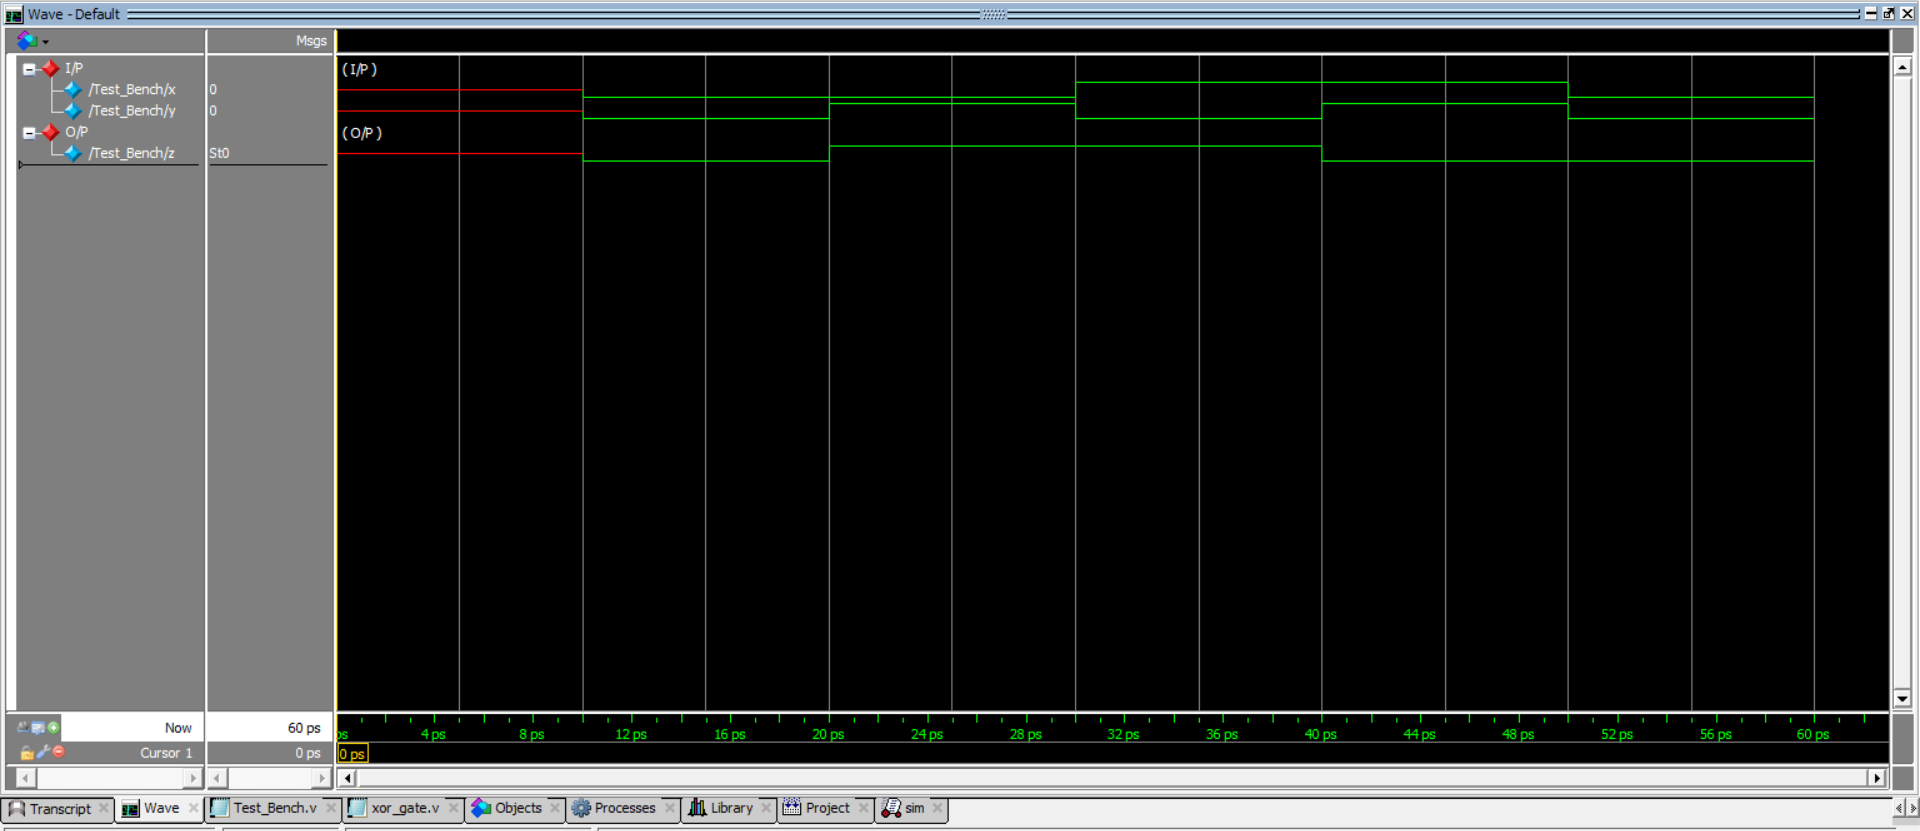 Wave - Default
Msgs
I/P
(I/P)
/Test_Bench/x 0
/Test_Bench/y 0
O/P
(O/P)
/Test_Bench/z St0
Now 60 ps
ps 4 ps 8 ps 12 ps 16 ps 20 ps 24 ps 28 ps 32 ps 36 ps 40 ps 44 ps 48 ps 52 ps 56 ps 60 ps
Cursor 1 0 ps 0 ps
Transcript Wave Test_Bench.v xor_gate.v Objects Processes Library Project sim